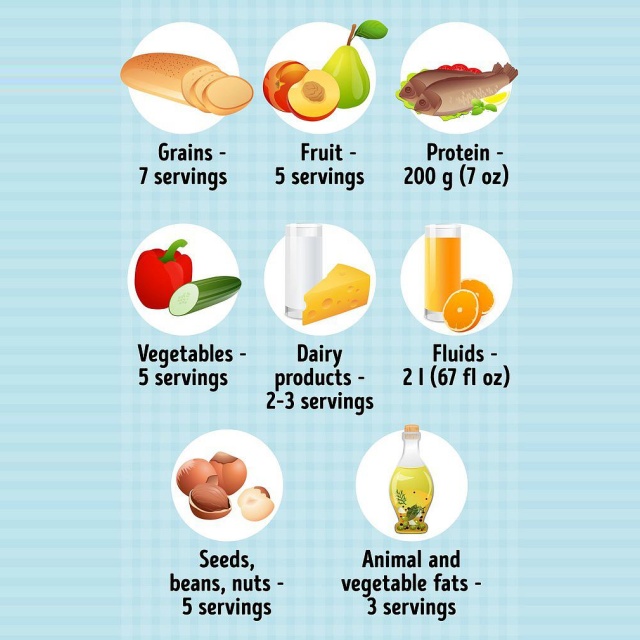 Grains -
7 servings
Fruit -
5 servings
Protein -
200 g (7 oz)
Vegetables -
5 servings
Dairy
products -
2-3 servings
Fluids -
2 l (67 fl oz)
Seeds,
beans, nuts -
5 servings
Animal and
vegetable fats -
3 servings